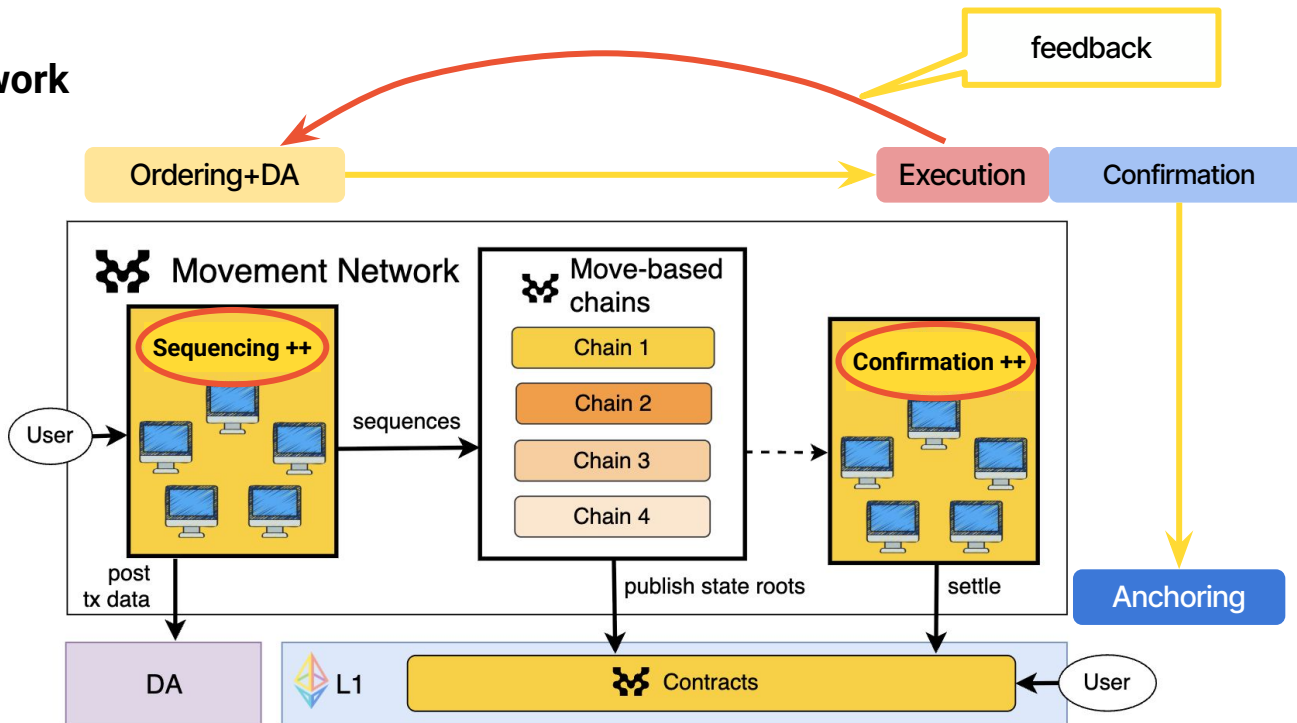 work
feedback
Ordering+DA
Execution
Confirmation
Movement Network
Move-based
chains
Sequencing ++
Chain 1
Confirmation ++
Chain 2
User
sequences
Chain 3
Chain 4
post
tx data
publish state roots
settle
Anchoring
DA
L1
Contracts
User